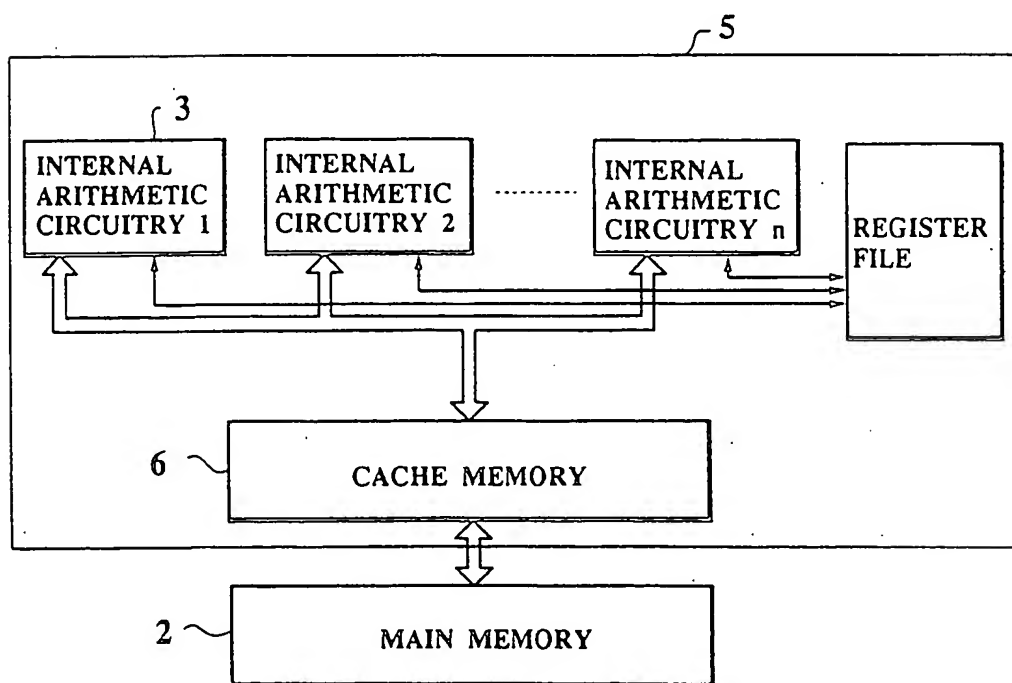 5
3
INTERNAL
ARITHMETIC
CIRCUITRY 1
INTERNAL
ARITHMETIC
CIRCUITRY 2
INTERNAL
ARITHMETIC
CIRCUITRY n
REGISTER
FILE
6
CACHE MEMORY
2
MAIN MEMORY